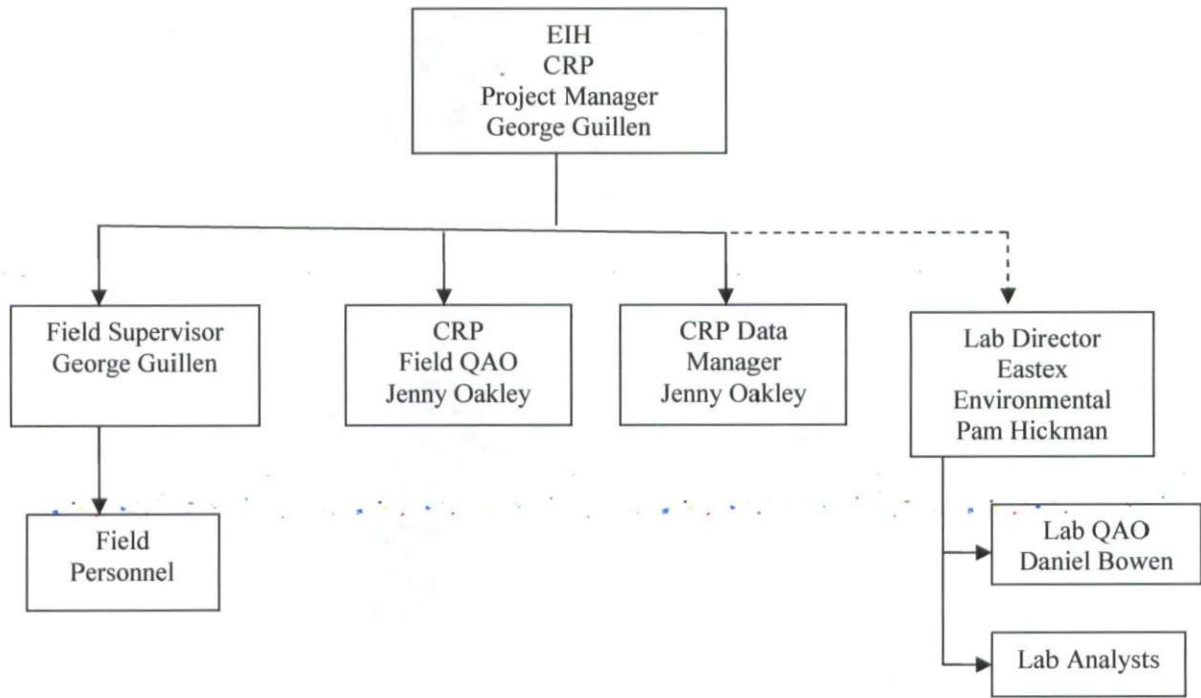 EIH
CRP
Project Manager
George Guillen
Field Supervisor
George Guillen
CRP
Field QAO
Jenny Oakley
CRP Data
Manager
Jenny Oakley
Lab Director
Eastex
Environmental
Pam Hickman
Field
Personnel
Lab QAO
Daniel Bowen
Lab Analysts